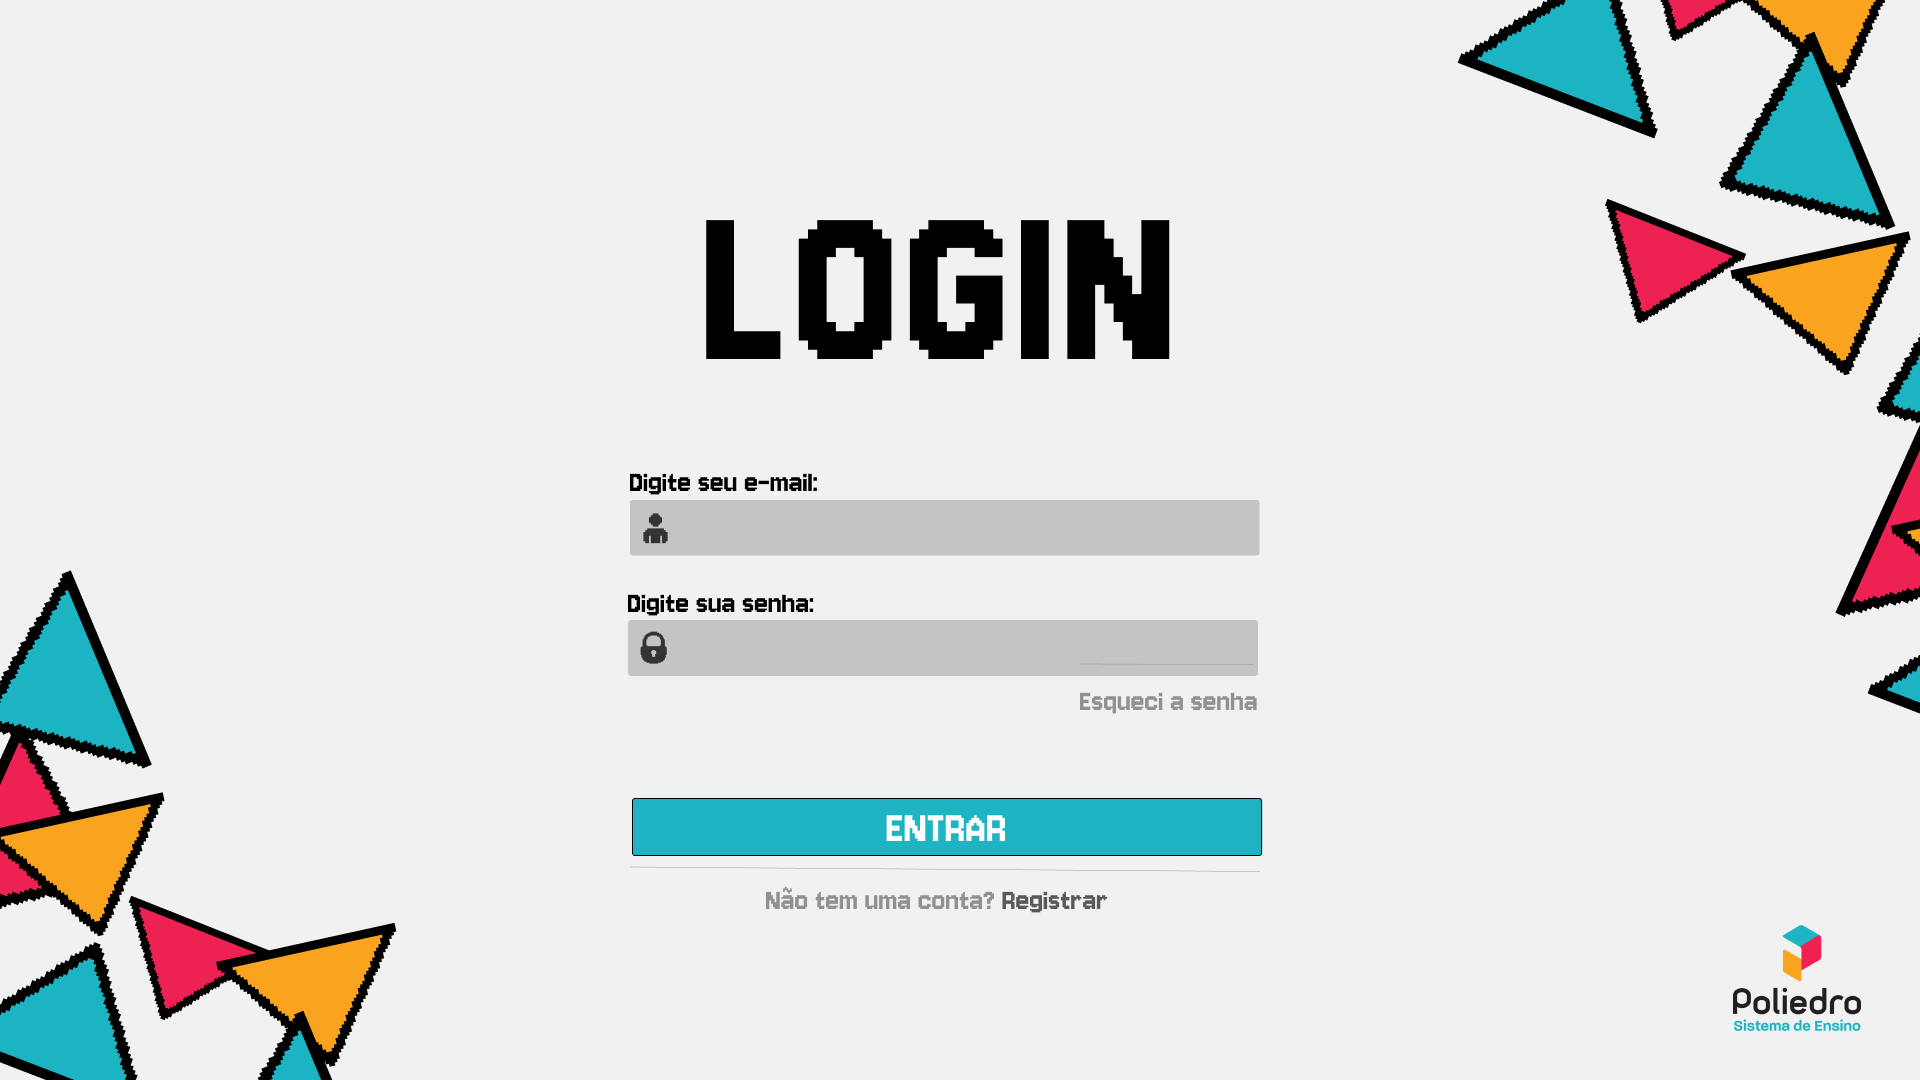 LOGIN
Digite seu e-mail:
Digite sua senha:
Esqueci a senha
ENTRAR
Não tem uma conta? Registrar
Poliedro
Sistema de Ensino